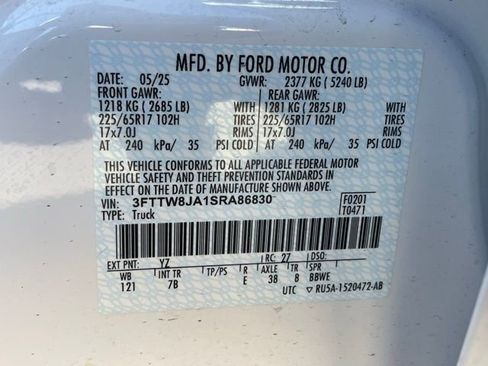 MFD. BY FORD MOTOR CO.
DATE: 05/25 GVWR: 2377 KG ( 5240 LB)
FRONT GAWR: REAR GAWR:
1218 KG ( 2685 LB) WITH 1281 KG ( 2825 LB) WITH
225/65R17 102H TIRES 225/65R17 102H TIRES
17x7.0J RIMS 17x7.0J RIMS
AT 240 kPa/ 35 PSI COLD AT 240 kPa/ 35 PSI COLD
THIS VEHICLE CONFORMS TO ALL APPLICABLE FEDERAL MOTOR
VEHICLE SAFETY AND THEFT PREVENTION STANDARDS IN
EFFECT ON THE DATE OF MANUFACTURE SHOWN ABOVE.
VIN: 3FTTW8JA1SRA86830 F0201
TYPE: Truck T0471
EXT PNT: YZ RC: 27 DSO:
WB INT TR TP/PS R AXLE TR SPR
121 7B E 38 8 BBWE
UTC ▽ RU5A-1520472-AB